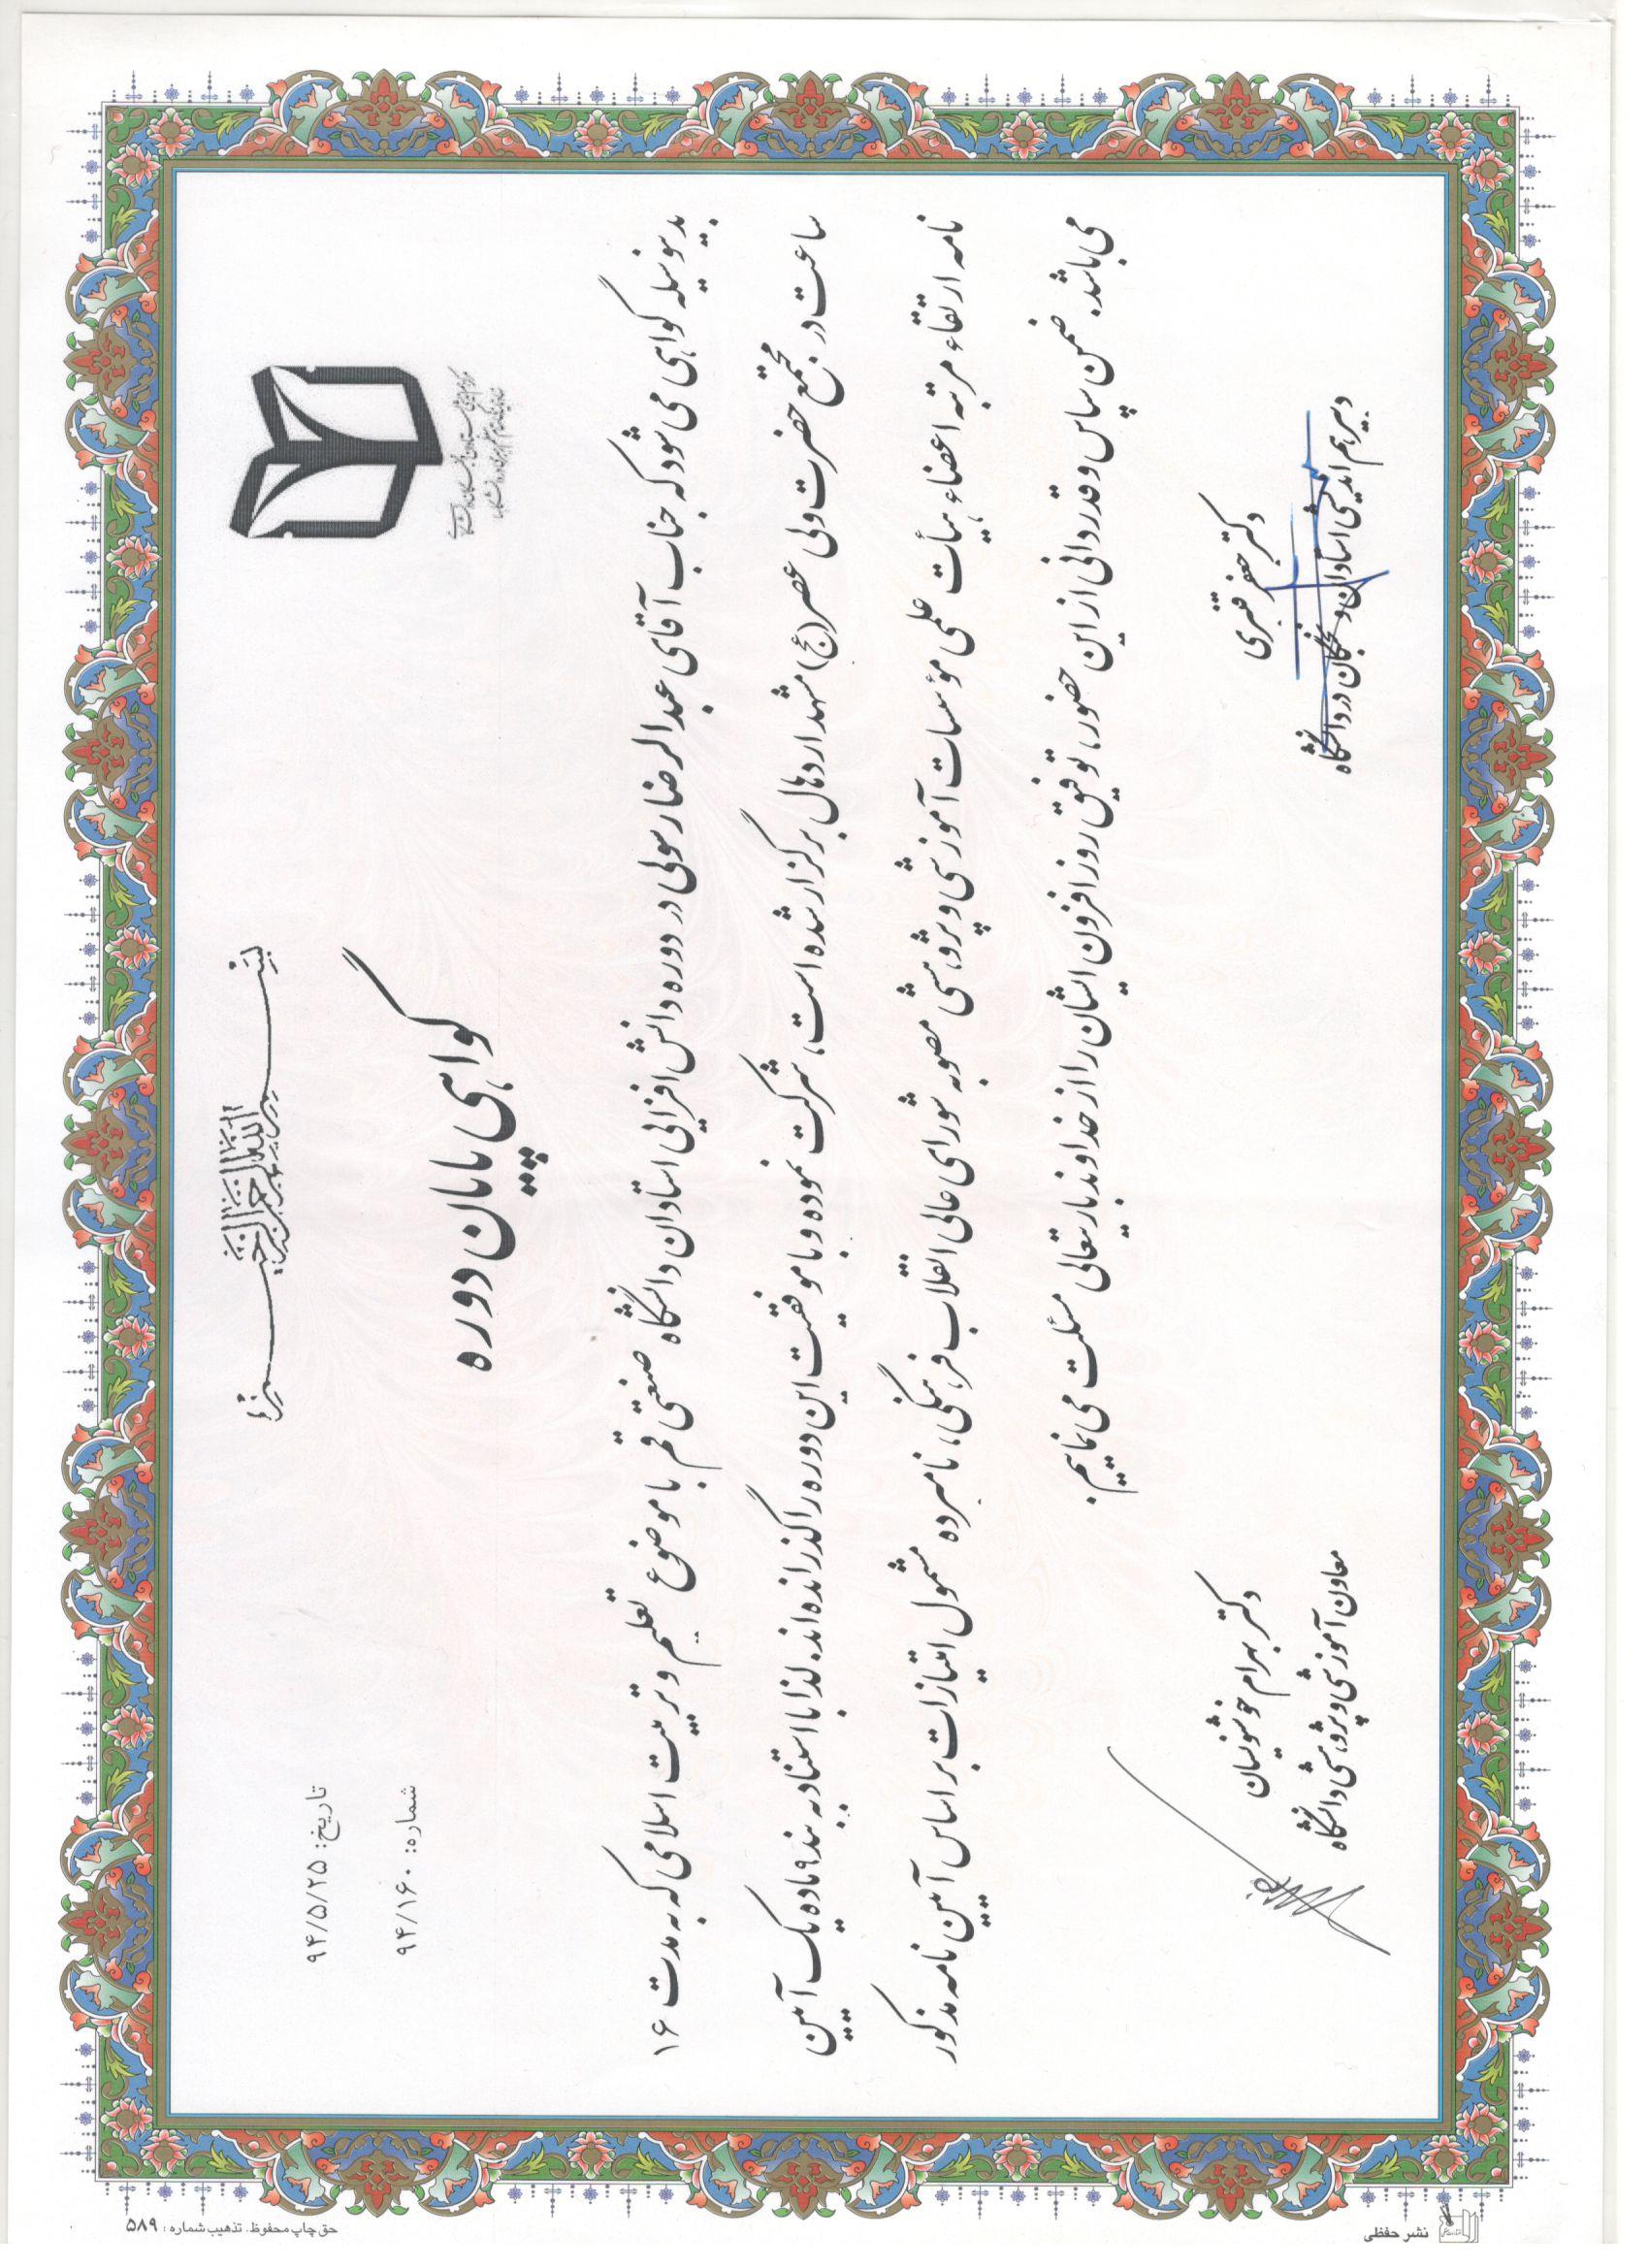 بسم الله الرحمن الرحیم
تاریخ: ۹۴/۵/۲۵
شماره: ۹۴/۱۶۰
مرکز هم اندیشی استادان و نخبگان دانشگاهی
نهاد نمایندگی مقام معظم رهبری در دانشگاهها
گواهی پایان دوره
بدینوسیله گواهی می شود که جناب آقای عبدالرضا رسولی در دوره دانش افزایی استادان دانشگاه صنعتی قم با موضوع تعلیم و تربیت اسلامی که به مدت ۱۶
ساعت در مجتمع حضرت ولی عصر(عج) مشهد اردهال برگزار شده است، شرکت نموده و با موفقیت این دوره را گذرانده اند. لذا با استناد به بند ۹ ماده یک آیین
نامه ارتقاء مرتبه اعضاء هیأت علمی مؤسسات آموزشی و پژوهشی مصوبه شورای عالی انقلاب فرهنگی، نامبرده مشمول امتیازات بر اساس آیین نامه مذکور
می باشد. ضمن سپاس و قدردانی از این حضور، توفیق روز افزون ایشان را از خداوند باریتعالی مسئلت می نماییم.
دکتر جعفر قنبری
دبیر هم اندیشی استادان و نخبگان در دانشگاه
دکتر بهرام خوشنویسان
معاون آموزشی و پژوهشی دانشگاه
حق چاپ محفوظ. تذهیب شماره: ۵۸۹
نشر حفظی